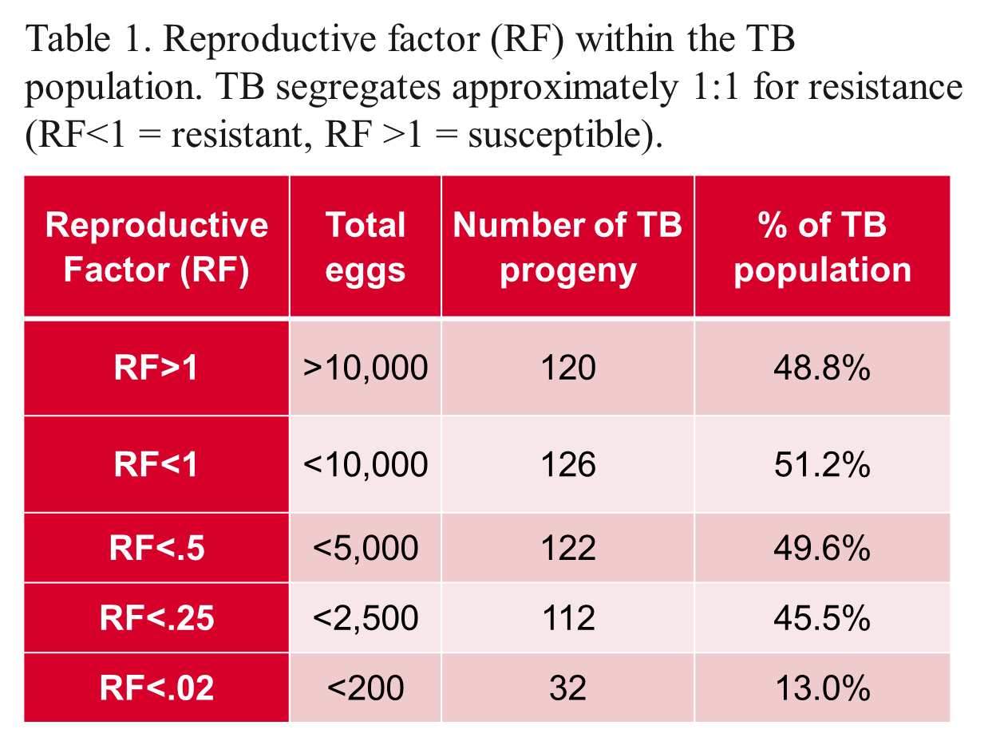 Table 1. Reproductive factor (RF) within the TB
population. TB segregates approximately 1:1 for resistance
(RF<1 = resistant, RF >1 = susceptible).
Reproductive Factor (RF) Total eggs Number of TB progeny % of TB population
RF>1 >10,000 120 48.8%
RF<1 <10,000 126 51.2%
RF<.5 <5,000 122 49.6%
RF<.25 <2,500 112 45.5%
RF<.02 <200 32 13.0%